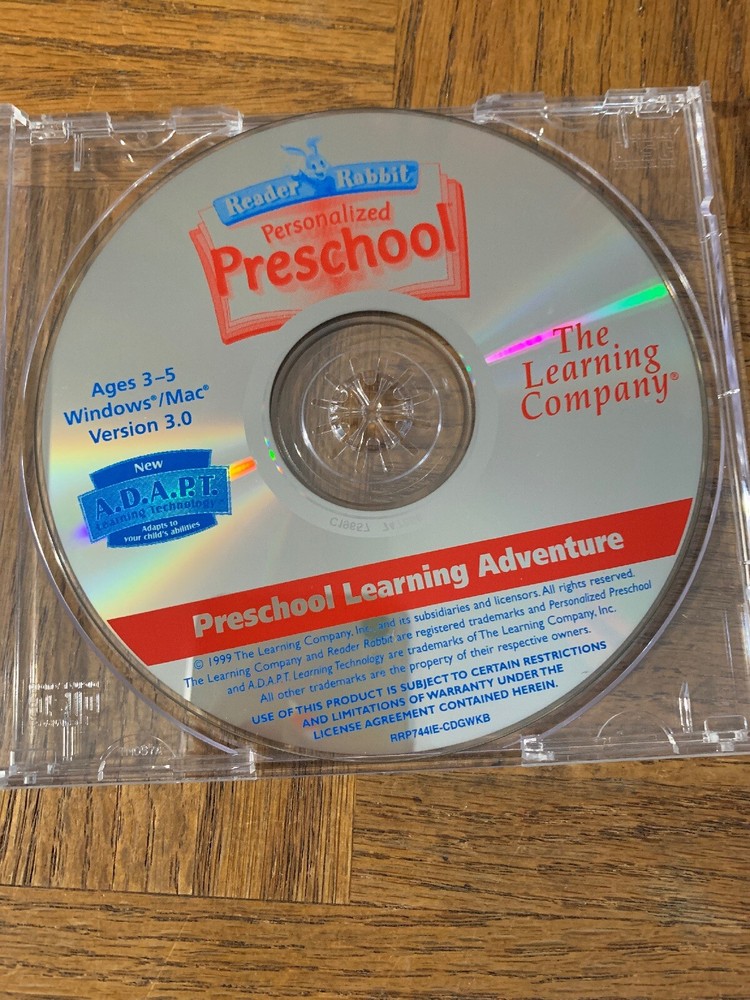 Reader Rabbit
Personalized
Preschool
The
Learning
Company®
Ages 3–5
Windows®/Mac®
Version 3.0
New
A.D.A.P.T.
Learning Technology
Adapts to
your child's abilities
Preschool Learning Adventure
© 1999 The Learning Company, Inc. and its subsidiaries and licensors. All rights reserved.
The Learning Company and Reader Rabbit are registered trademarks and Personalized Preschool
and A.D.A.P.T. Learning Technology are trademarks of The Learning Company, Inc.
All other trademarks are the property of their respective owners.
USE OF THIS PRODUCT IS SUBJECT TO CERTAIN RESTRICTIONS
AND LIMITATIONS OF WARRANTY UNDER THE
LICENSE AGREEMENT CONTAINED HEREIN.
RRP744IE-CDGWKB